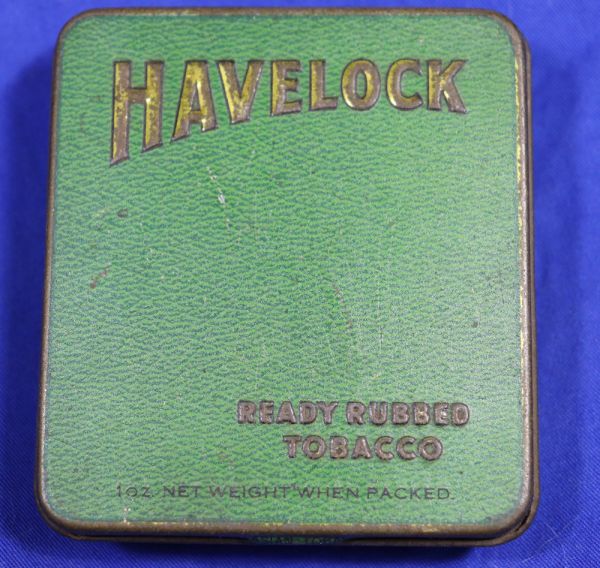 HAVELOCK
READY RUBBED
TOBACCO
1oz. NET WEIGHT WHEN PACKED.